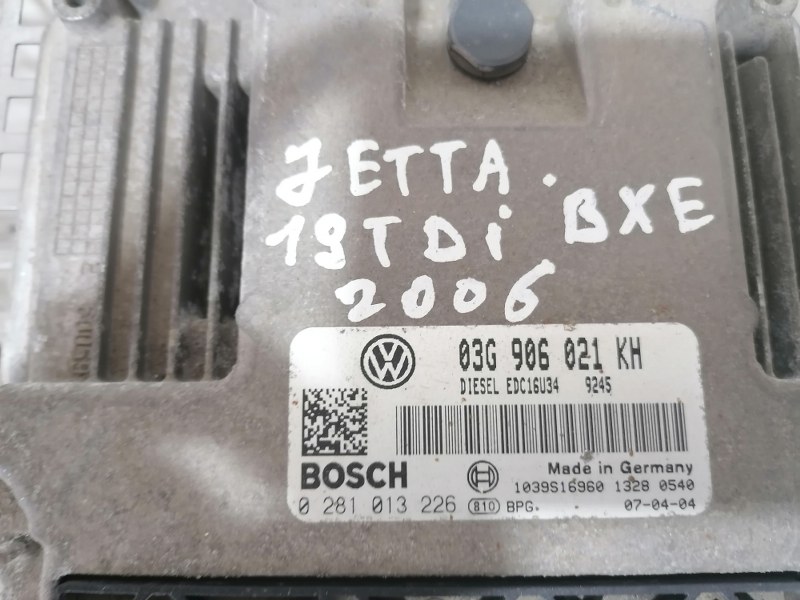 JETTA.
19TDi BXE
2006
03G 906 021 KH
DIESEL EDC16U34 9245
BOSCH
Made in Germany
1039S16960 1328 0540
0 281 013 226 810 BPG. 07-04-04